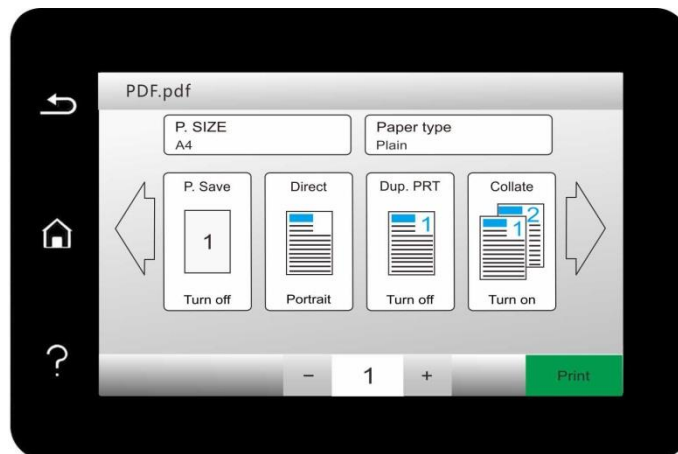 PDF.pdf
P. SIZE
A4
Paper type
Plain
P. Save
1
Turn off
Direct
Portrait
Dup. PRT
1
Turn off
Collate
1
2
Turn on
?
− 1 +
Print